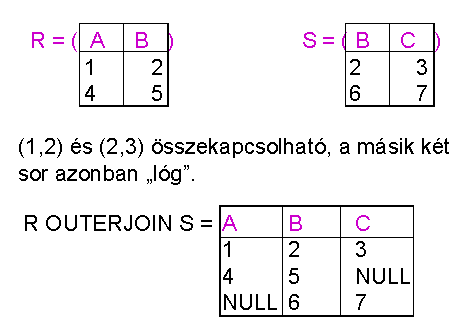 R = ( A B ) S = ( B C )
1 2 2 3
4 5 6 7
(1,2) és (2,3) összekapcsolható, a másik két
sor azonban „lóg”.
R OUTERJOIN S = A B C
1 2 3
4 5 NULL
NULL 6 7